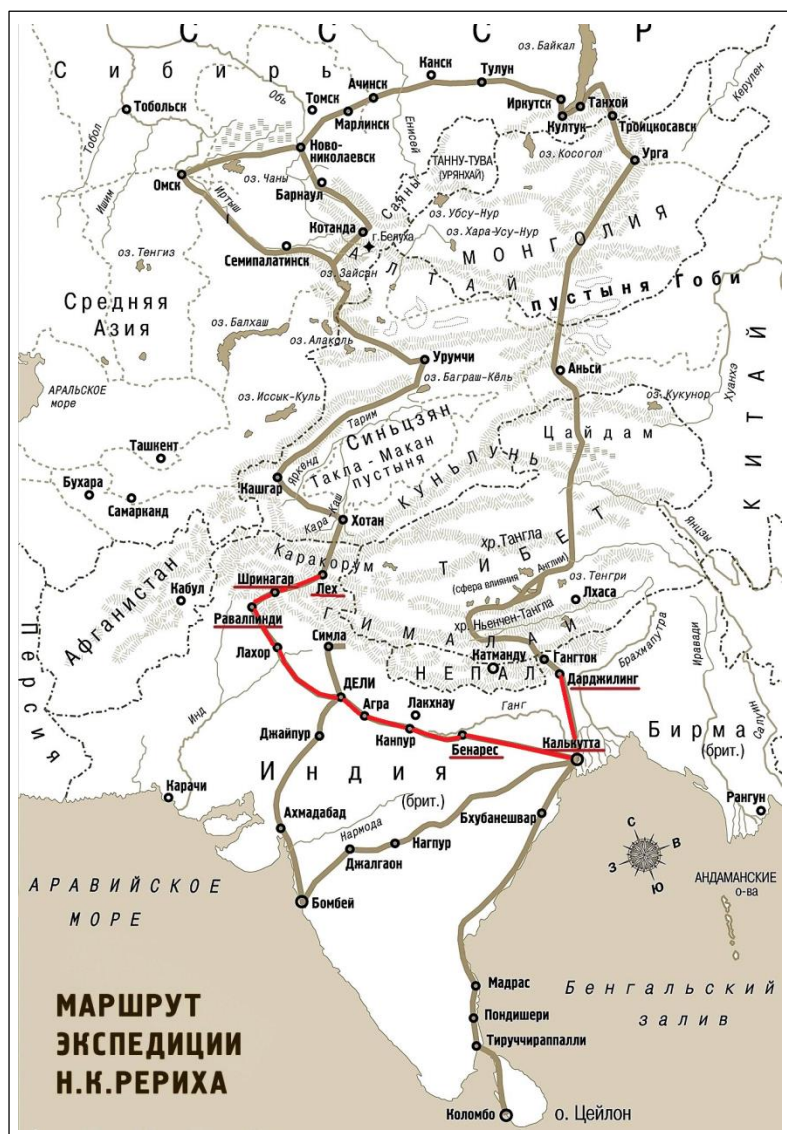 С С С Р
Сибирь
оз. Байкал
Обь
Тобольск
Тобол
Томск
Ачинск
Канск
Тулун
Марлинск
Енисей
Иркутск
Танхой
Култук
Тройцкосавск
Керулен
Ново-
николаевск
ТАННУ-ТУВА
(УРЯНХАЙ)
оз. Косогол
Урга
Омск
оз. Чаны
Ишим
Иртыш
Барнаул
Саяны
оз. Убсу-Нур
оз. Хара-Усу-Нур
Котанда
г. Белуха
МОНГОЛИЯ
Семипалатинск
АЛТАЙ
оз. Тенгиз
оз. Зайсан
пустыня Гоби
Средняя
Азия
оз. Балхаш
оз. Алаколь
Урумчи
Аньси
КИТАЙ
Хуанхэ
АРАЛЬСКОЕ
море
оз. Иссык-Куль
оз. Баграш-Кёль
оз. Кукунор
Тарим
Синьцзян
Цайдам
Ташкент
Яркенд
Такла-Макан
пустыня
КУНЬЛУНЬ
Бухара
Кашгар
Самарканд
Кара-Каш
Хотан
Янцзы
Каракорум
хр. Тангла
ТИБЕТ
Шринагар
Лех
(сфера влияния
Англии)
оз. Тенгри
Афганистан
Кабул
Равалпинди
Лхаса
хр. Ньенчен-Тангла
ГИМАЛАИ
Персия
Лахор
Симла
Катманду
НЕПАЛ
Гангток
Брахмапутра
Иравади
Дарджилинг
ДЕЛИ
Агра
Лакхнау
Ганг
Инд
Джайпур
Канпур
Бенарес
Калькутта
Бирма
(брит.)
Салуин
Индия
(брит.)
Карачи
Рангун
Ахмадабад
Нармода
Бхубанешвар
Джалгаон
Нагпур
С
З
В
Ю
АРАВИЙСКОЕ
МОРЕ
Бомбей
АНДАМАНСКИЕ
о-ва
Мадрас
Бенгальский
залив
Пондишери
Тируччираппалли
МАРШРУТ
ЭКСПЕДИЦИИ
Н.К.РЕРИХА
Коломбо
о. Цейлон